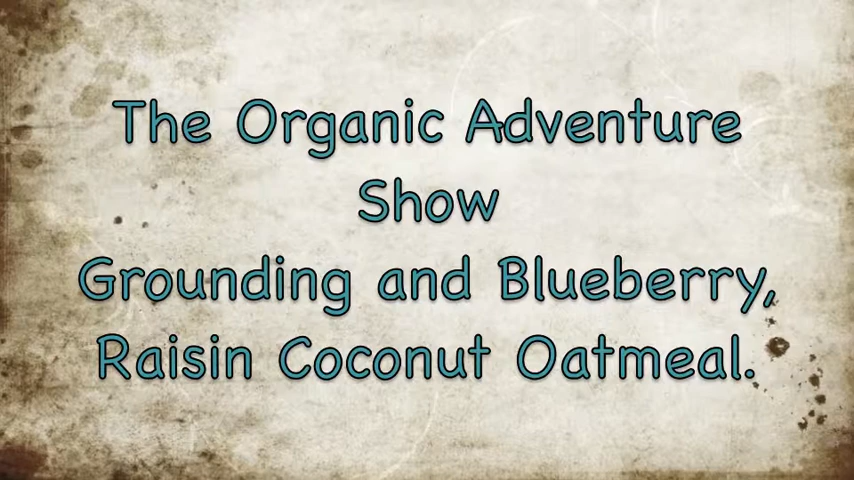 The Organic Adventure
Show
Grounding and Blueberry,
Raisin Coconut Oatmeal.